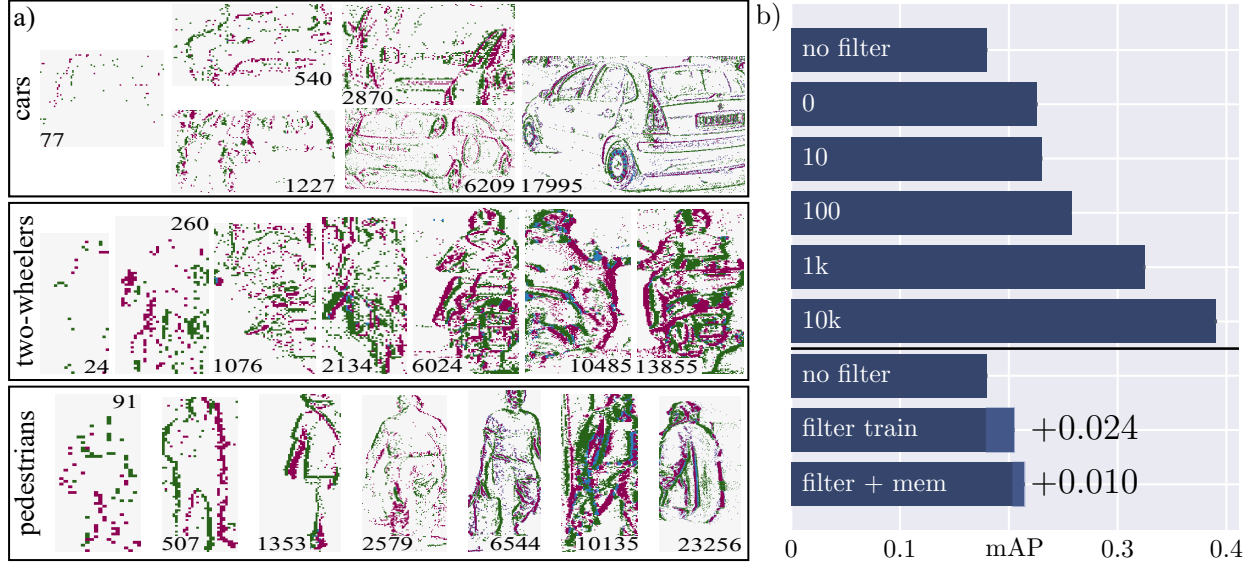 a)
cars
77
540
1227
2870
6209
17995
two-wheelers
24
260
1076
2134
6024
10485
13855
pedestrians
91
507
1353
2579
6544
10135
23256
b)
no filter
0
10
100
1k
10k
no filter
filter train +0.024
filter + mem +0.010
0 0.1 mAP 0.3 0.4